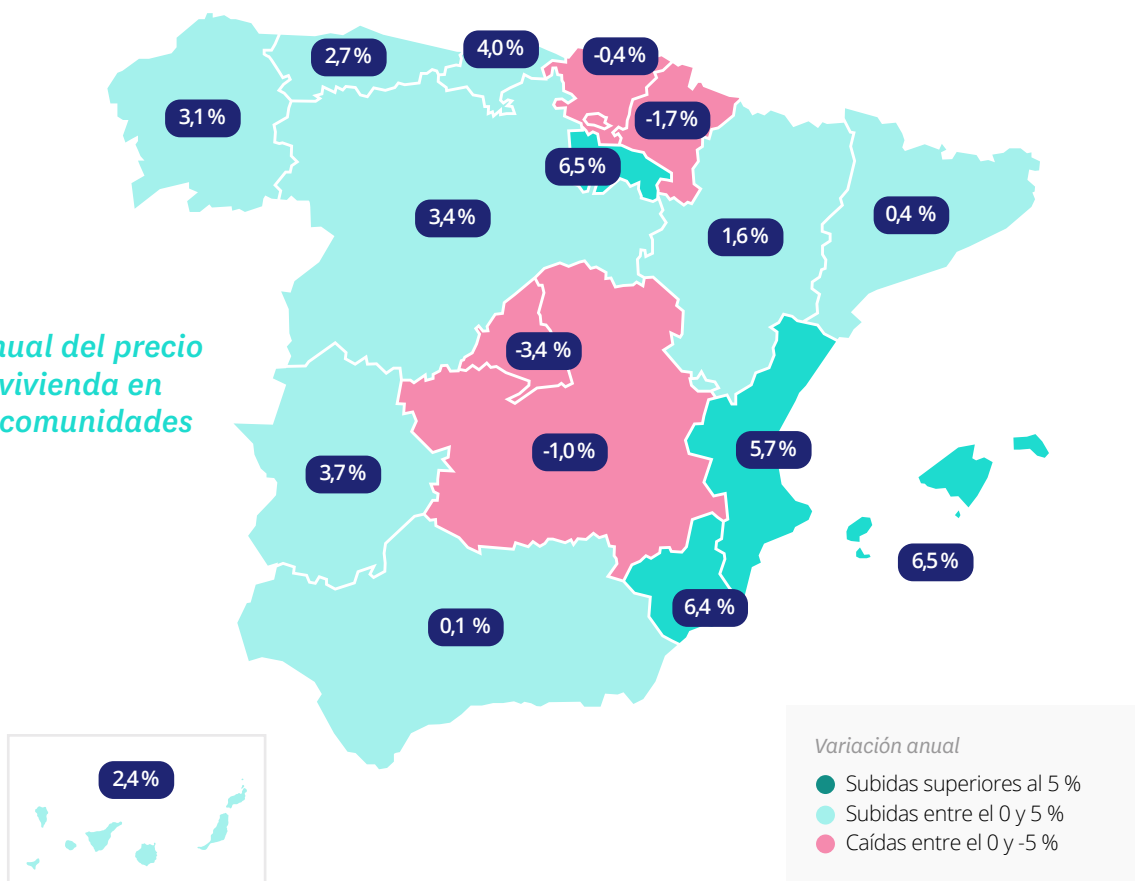 2,7 %
4,0 %
-0,4 %
3,1 %
-1,7 %
6,5 %
3,4 %
0,4 %
1,6 %
del precio
vivienda en
comunidades
-3,4 %
-1,0 %
5,7 %
3,7 %
6,5 %
6,4 %
0,1 %
2,4 %
Variación anual
Subidas superiores al 5 %
Subidas entre el 0 y 5 %
Caídas entre el 0 y -5 %